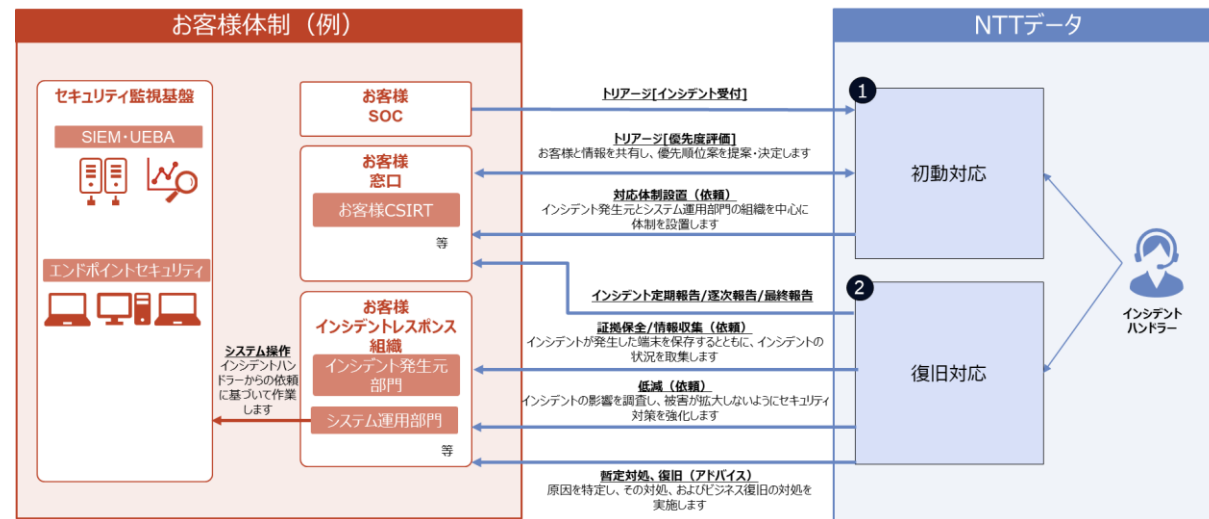 お客様体制（例）
NTTデータ
セキュリティ監視基盤
SIEM・UEBA
エンドポイントセキュリティ
システム操作
インシデントハン
ドラーからの依頼
に基づいて作業
します
お客様
SOC
お客様
窓口
お客様CSIRT
等
お客様
インシデントレスポンス
組織
インシデント発生元
部門
システム運用部門
等
トリアージ[インシデント受付]
トリアージ[優先度評価]
お客様と情報を共有し、優先順位案を提案・決定します
対応体制設置（依頼）
インシデント発生元とシステム運用部門の組織を中心に
体制を設置します
インシデント定期報告/逐次報告/最終報告
証拠保全/情報収集（依頼）
インシデントが発生した端末を保存するとともに、インシデントの
状況を取集します
低減（依頼）
インシデントの影響を調査し、被害が拡大しないようにセキュリティ
対策を強化します
暫定対処、復旧（アドバイス）
原因を特定し、その対処、およびビジネス復旧の対処を
実施します
1
初動対応
2
復旧対応
インシデント
ハンドラー